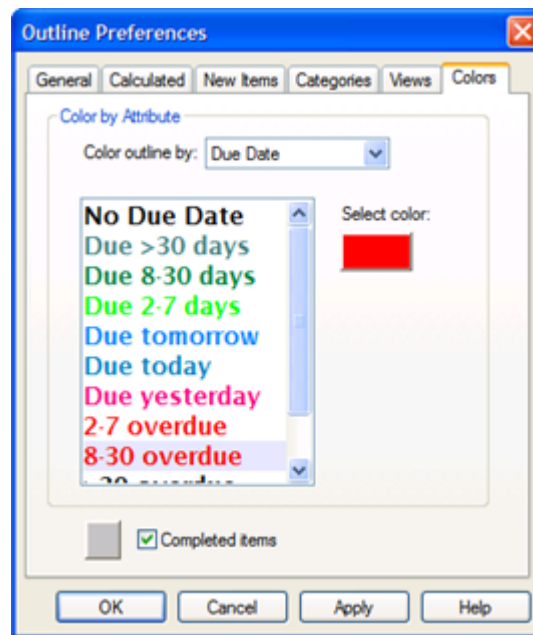 Outline Preferences
General Calculated New Items Categories Views Colors
Color by Attribute
Color outline by: Due Date
No Due Date
Select color:
Due >30 days
Due 8-30 days
Due 2-7 days
Due tomorrow
Due today
Due yesterday
2-7 overdue
8-30 overdue
>30 overdue
Completed items
OK Cancel Apply Help